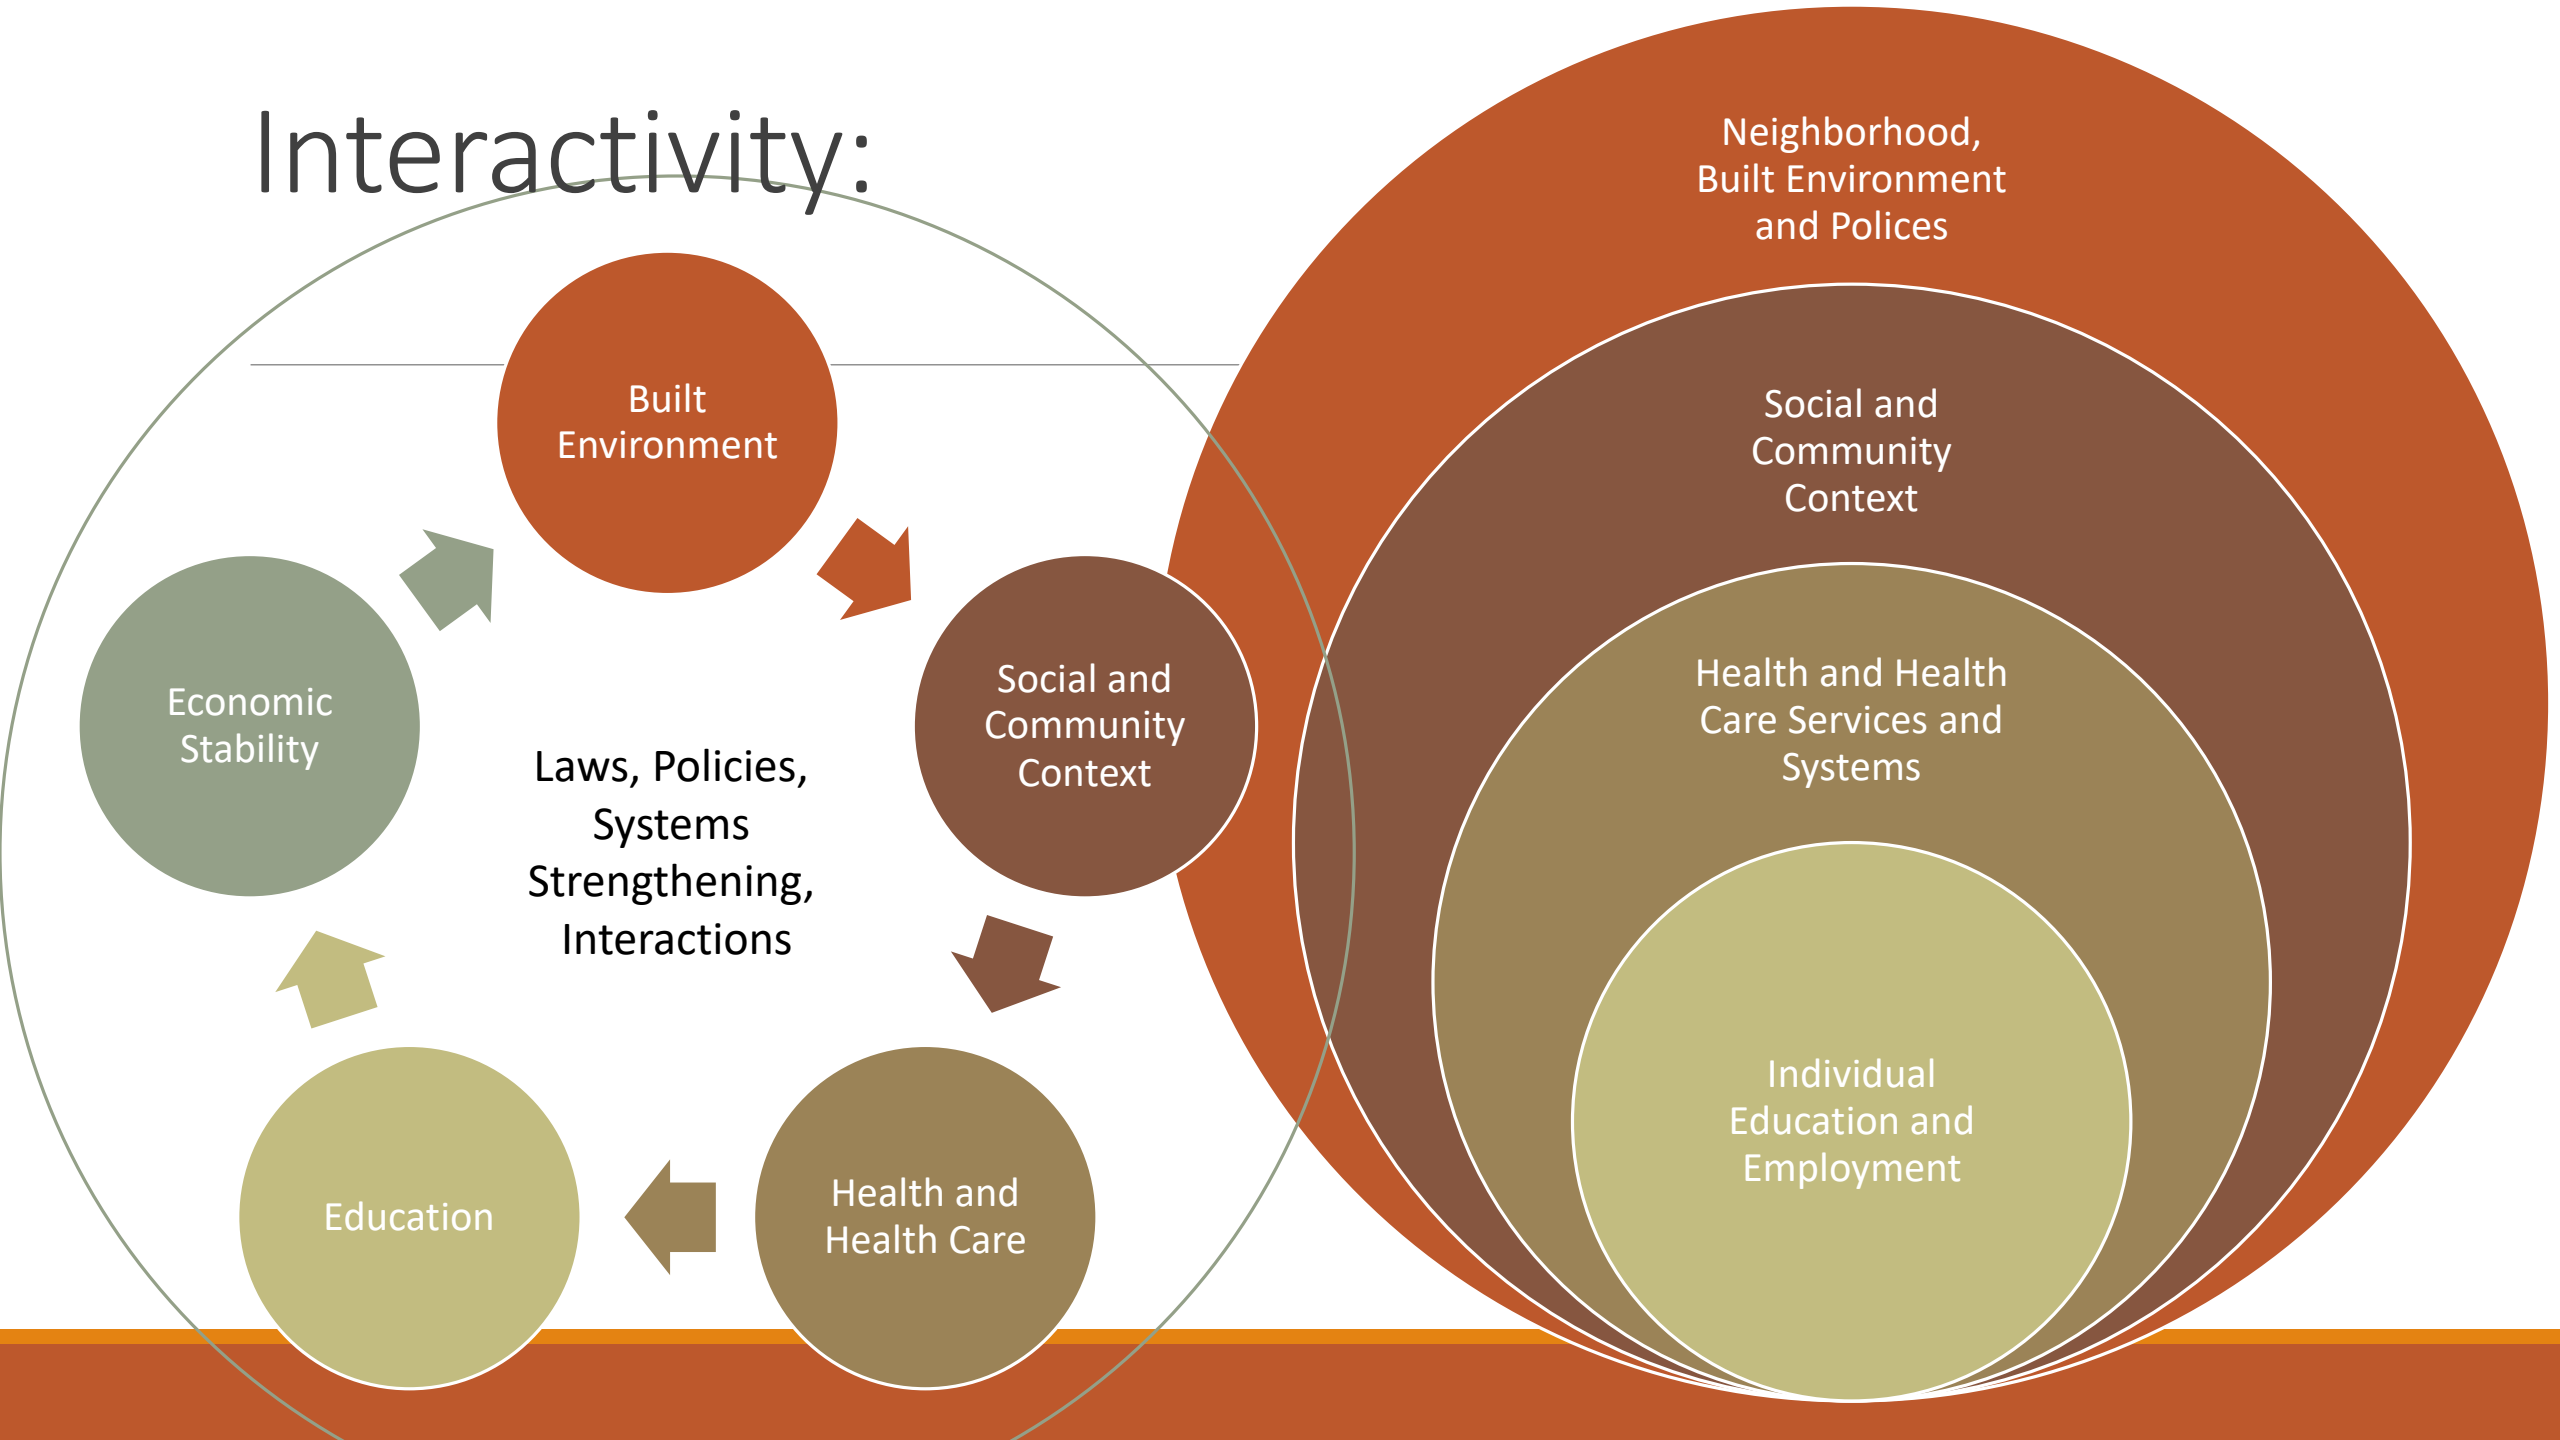 Interactivity:
Built
Environment
Social and
Community
Context
Health and
Health Care
Education
Economic
Stability
Laws, Policies,
Systems
Strengthening,
Interactions
Neighborhood,
Built Environment
and Polices
Social and
Community
Context
Health and Health
Care Services and
Systems
Individual
Education and
Employment